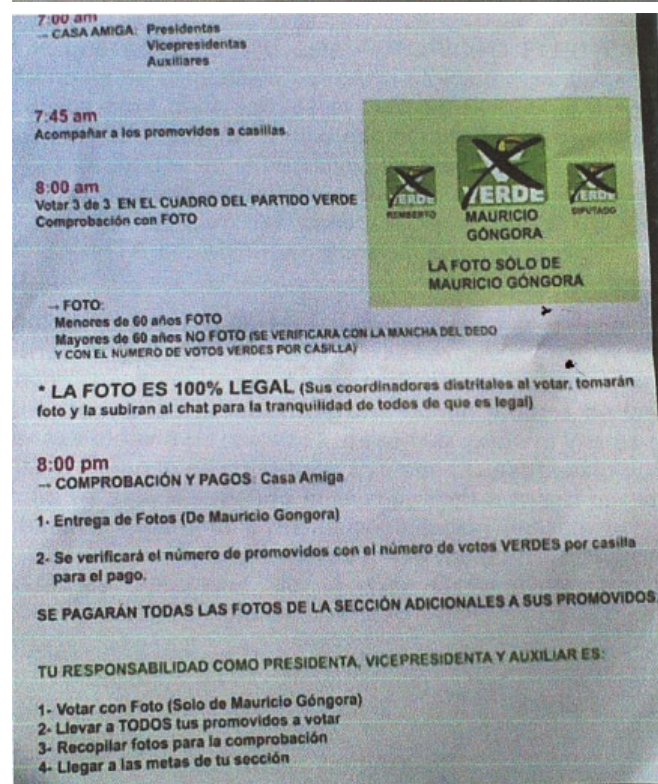 7:00 am
→ CASA AMIGA: Presidentas
Vicepresidentas
Auxiliares
7:45 am
Acompañar a los promovidos a casillas.
8:00 am
Votar 3 de 3 EN EL CUADRO DEL PARTIDO VERDE
Comprobación con FOTO
VERDE VERDE VERDE
REMBERTO MAURICIO GÓNGORA DIPUTADO
LA FOTO SÓLO DE
MAURICIO GÓNGORA
→ FOTO:
Menores de 60 años FOTO
Mayores de 60 años NO FOTO (SE VERIFICARA CON LA MANCHA DEL DEDO
Y CON EL NUMERO DE VOTOS VERDES POR CASILLA)
* LA FOTO ES 100% LEGAL (Sus coordinadores distritales al votar, tomarán
foto y la subiran al chat para la tranquilidad de todos de que es legal)
8:00 pm
→ COMPROBACIÓN Y PAGOS: Casa Amiga
1- Entrega de Fotos (De Mauricio Gongora)
2- Se verificará el número de promovidos con el número de votos VERDES por casilla
para el pago.
SE PAGARÁN TODAS LAS FOTOS DE LA SECCIÓN ADICIONALES A SUS PROMOVIDOS.
TU RESPONSABILIDAD COMO PRESIDENTA, VICEPRESIDENTA Y AUXILIAR ES:
1- Votar con Foto (Solo de Mauricio Góngora)
2- Llevar a TODOS tus promovidos a votar
3- Recopilar fotos para la comprobación
4- Llegar a las metas de tu sección